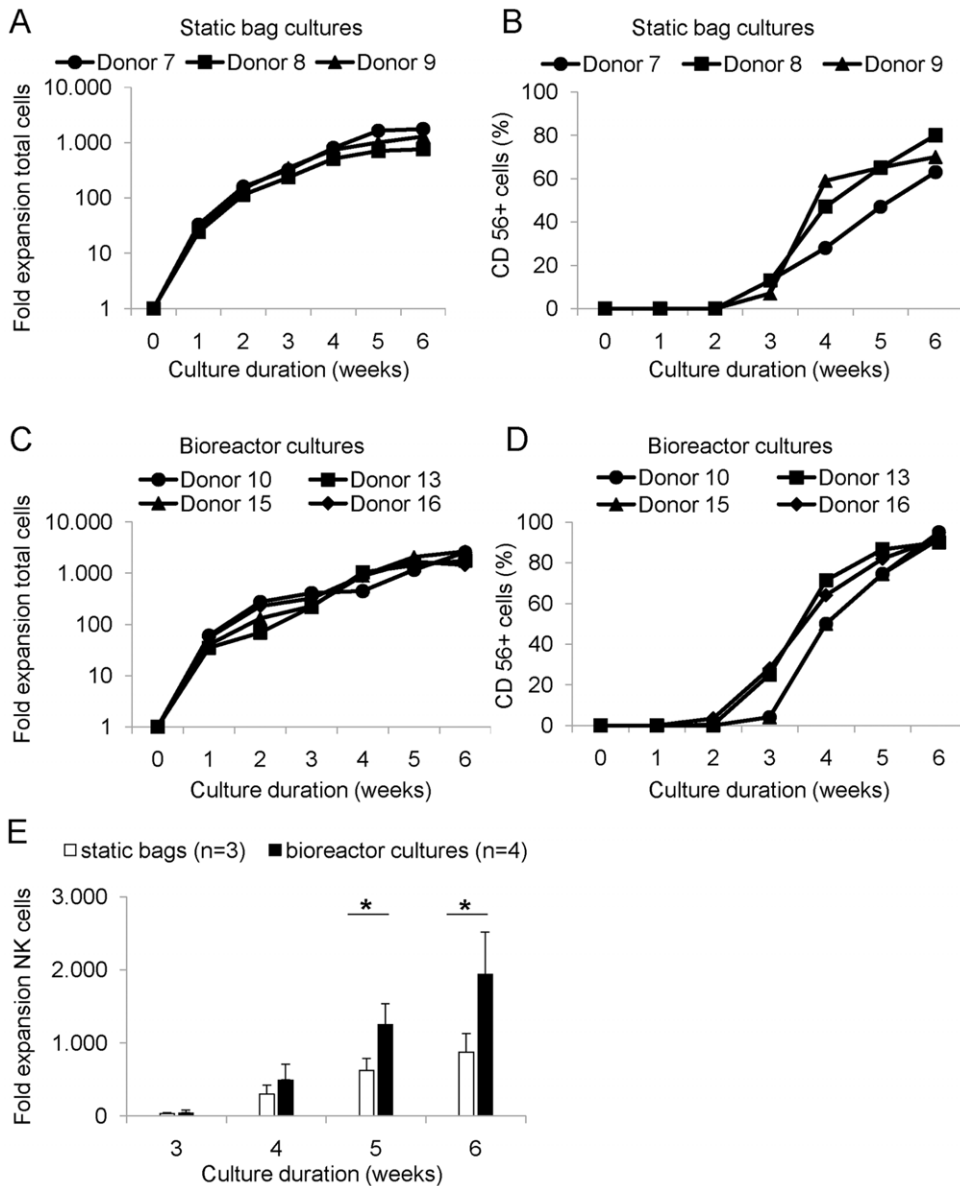 A
Static bag cultures
Donor 7 Donor 8 Donor 9
Fold expansion total cells
10.000
1.000
100
10
1
0 1 2 3 4 5 6
Culture duration (weeks)
B
Static bag cultures
Donor 7 Donor 8 Donor 9
CD 56+ cells (%)
100
80
60
40
20
0
0 1 2 3 4 5 6
Culture duration (weeks)
C
Bioreactor cultures
Donor 10 Donor 13
Donor 15 Donor 16
Fold expansion total cells
10.000
1.000
100
10
1
0 1 2 3 4 5 6
Culture duration (weeks)
D
Bioreactor cultures
Donor 10 Donor 13
Donor 15 Donor 16
CD 56+ cells (%)
100
80
60
40
20
0
0 1 2 3 4 5 6
Culture duration (weeks)
E
static bags (n=3) bioreactor cultures (n=4)
Fold expansion NK cells
3.000
2.000
1.000
0
* *
3 4 5 6
Culture duration (weeks)